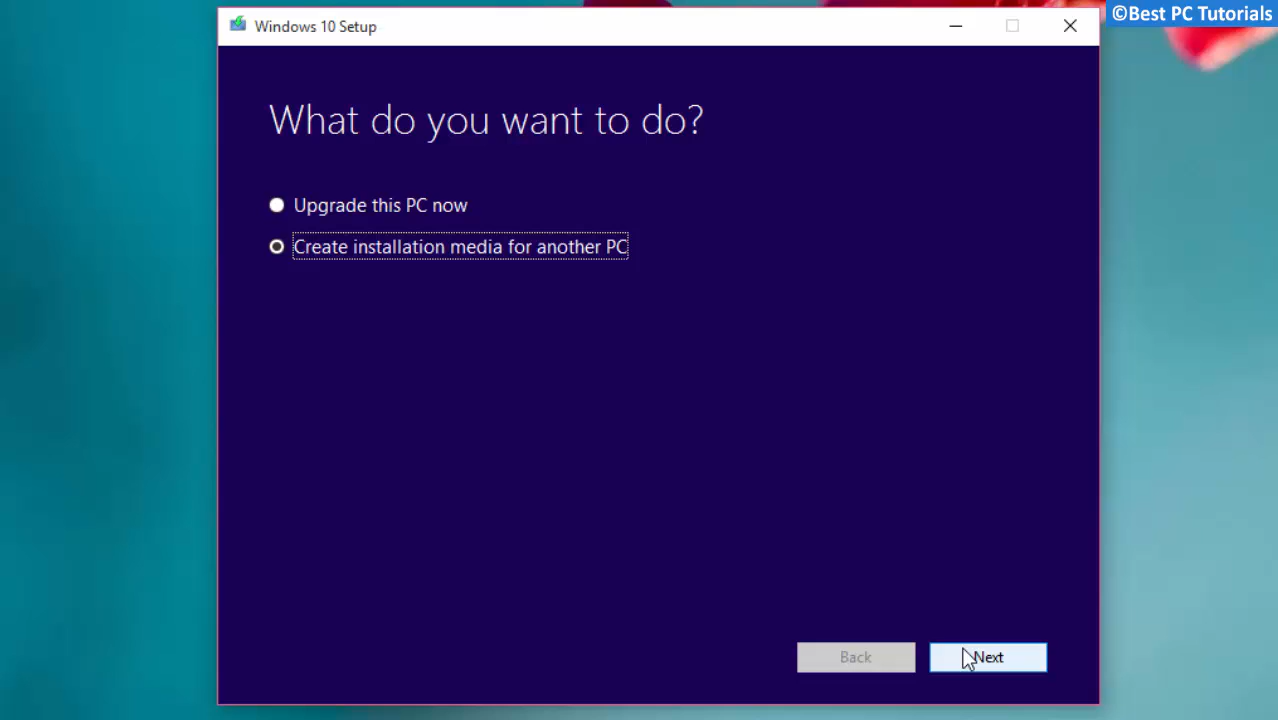 ©Best PC Tutorials
Windows 10 Setup
What do you want to do?
Upgrade this PC now
Create installation media for another PC
Back
Next